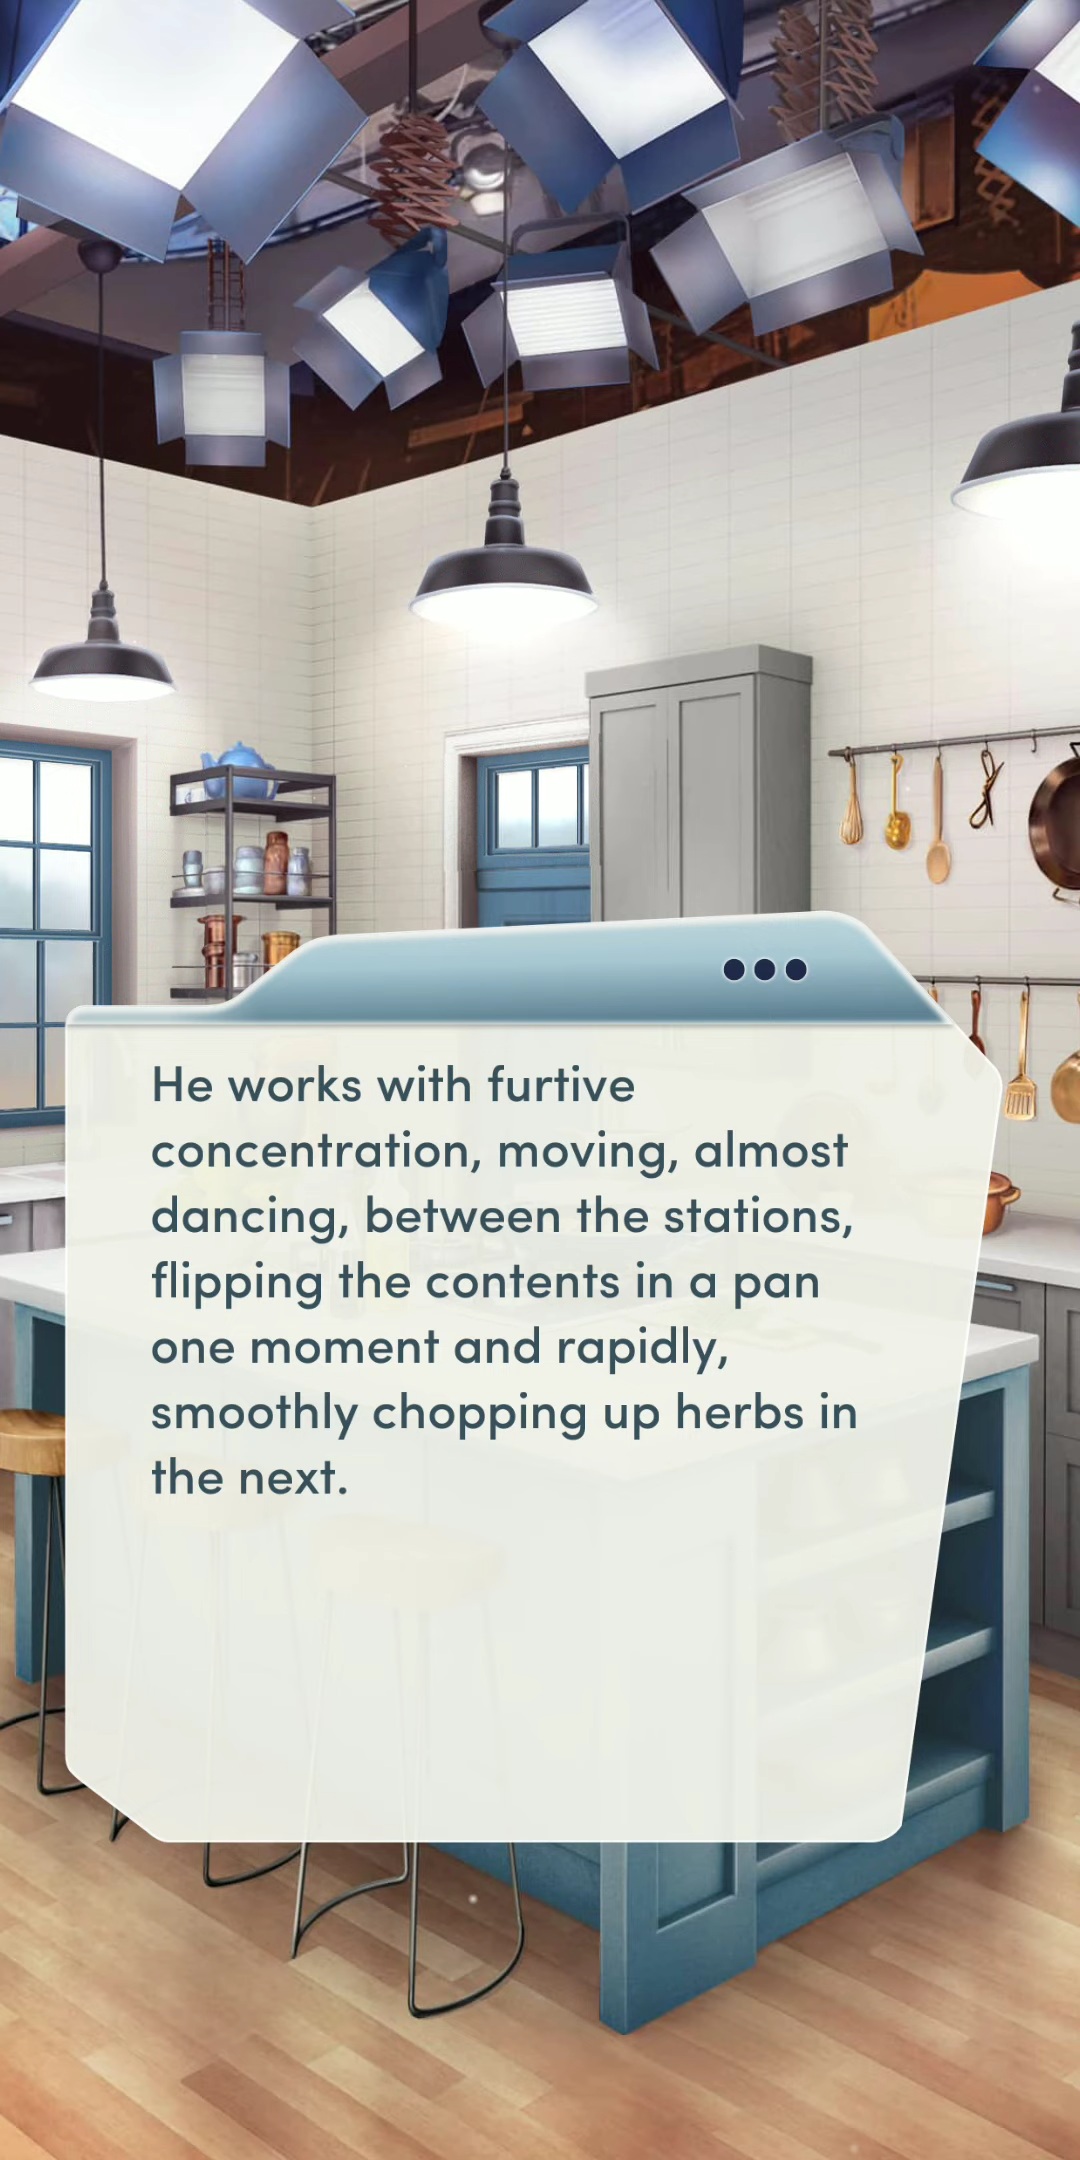 He works with furtive
concentration, moving, almost
dancing, between the stations,
flipping the contents in a pan
one moment and rapidly,
smoothly chopping up herbs in
the next.